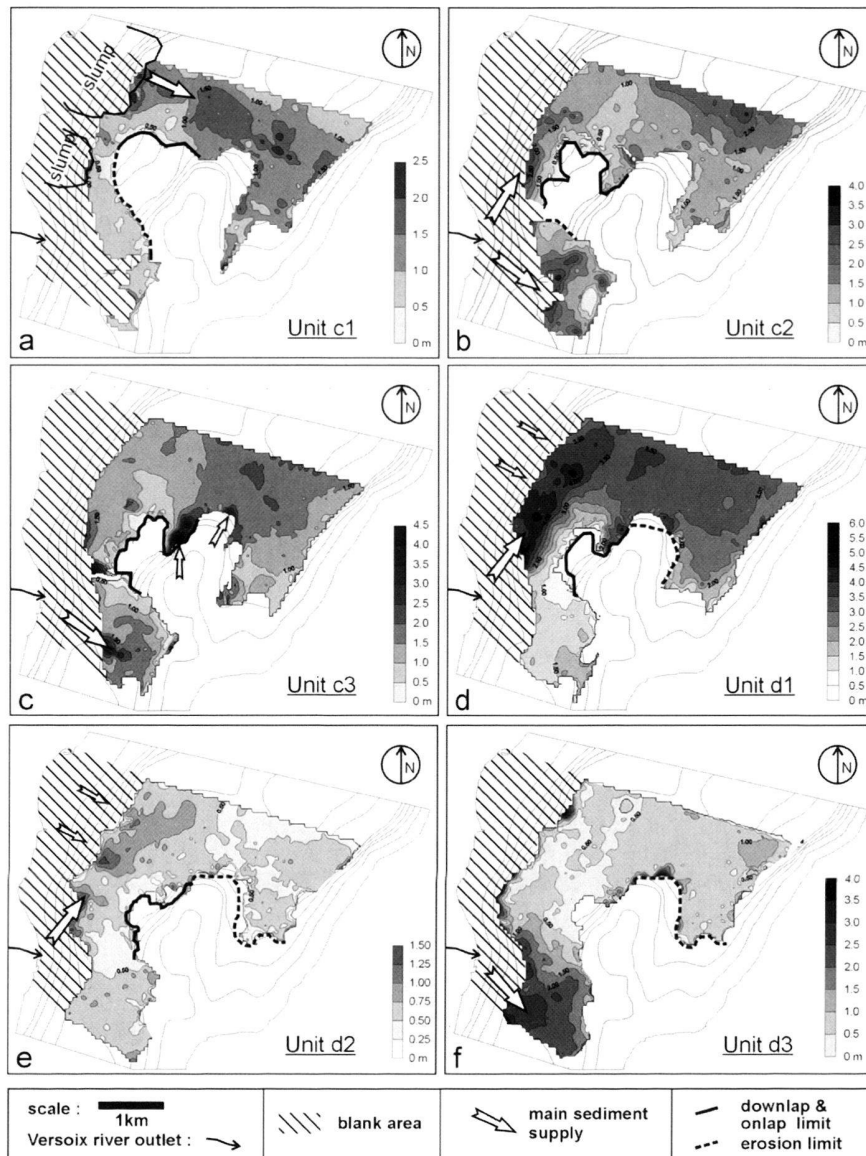 slump
slump
N
2.5
2.0
1.5
1.0
0.5
0 m
a
Unit c1
N
4.0
3.5
3.0
2.5
2.0
1.5
1.0
0.5
0 m
b
Unit c2
N
4.5
4.0
3.5
3.0
2.5
2.0
1.5
1.0
0.5
0 m
c
Unit c3
N
6.0
5.5
5.0
4.5
4.0
3.5
3.0
2.5
2.0
1.5
1.0
0.5
0 m
d
Unit d1
N
1.50
1.25
1.00
0.75
0.50
0.25
0 m
e
Unit d2
N
4.0
3.5
3.0
2.5
2.0
1.5
1.0
0.5
0 m
f
Unit d3
scale :
1km
Versoix river outlet :
blank area
main sediment
supply
downlap &
onlap limit
erosion limit